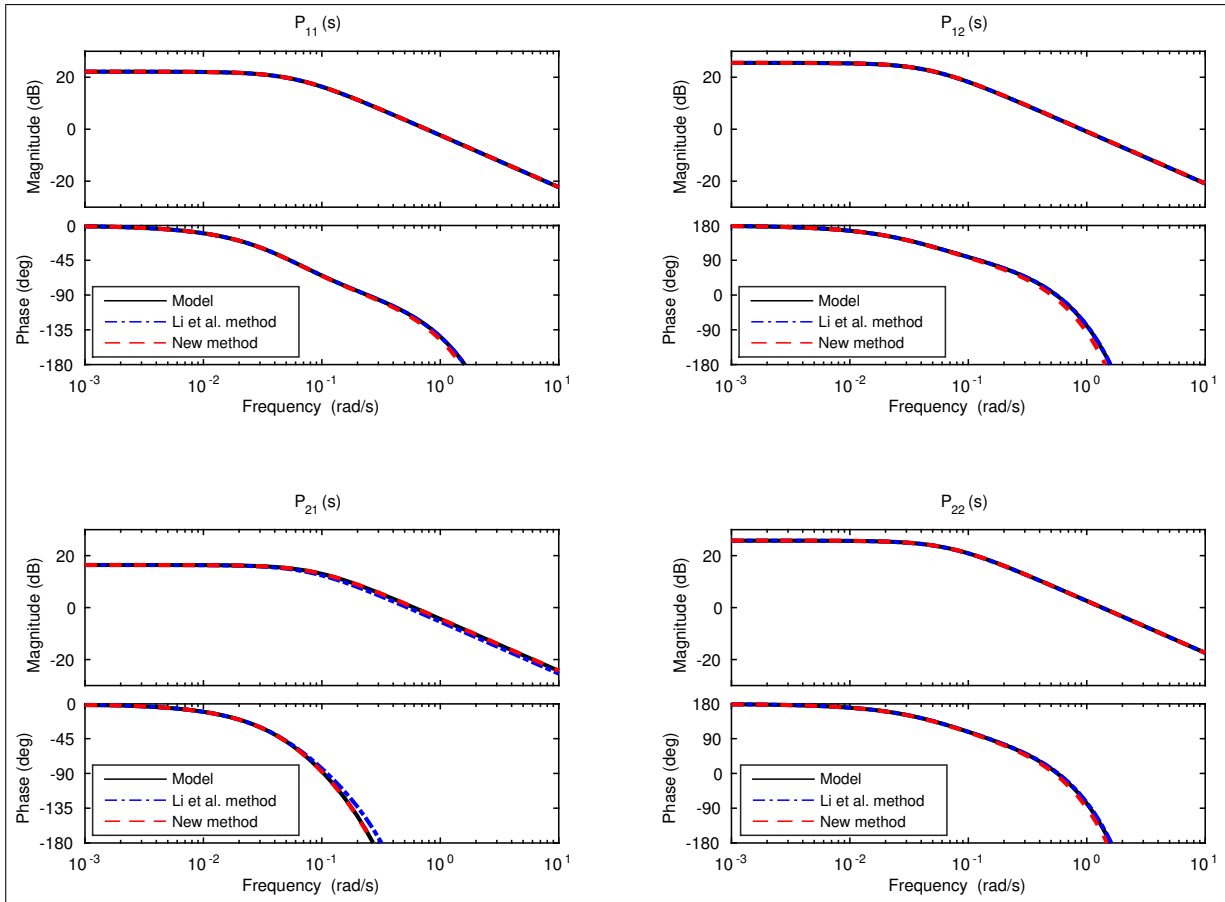 P11(s)
Magnitude (dB)
20
0
-20
Phase (deg)
0
-45
-90
-135
-180
Model
Li et al. method
New method
10-3
10-2
10-1
100
101
Frequency (rad/s)
P12(s)
Magnitude (dB)
20
0
-20
Phase (deg)
180
90
0
-90
-180
Model
Li et al. method
New method
10-3
10-2
10-1
100
101
Frequency (rad/s)
P21(s)
Magnitude (dB)
20
0
-20
Phase (deg)
0
-45
-90
-135
-180
Model
Li et al. method
New method
10-3
10-2
10-1
100
101
Frequency (rad/s)
P22(s)
Magnitude (dB)
20
0
-20
Phase (deg)
180
90
0
-90
-180
Model
Li et al. method
New method
10-3
10-2
10-1
100
101
Frequency (rad/s)